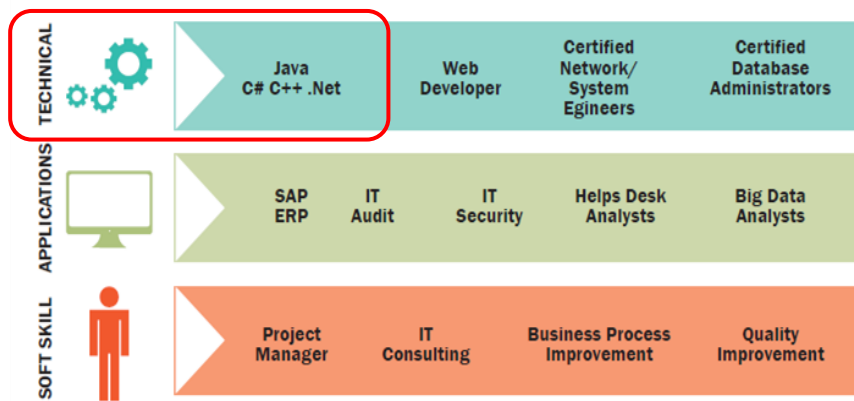 TECHNICAL
Java
C# C++ .Net
Web
Developer
Certified
Network/
System
Egineers
Certified
Database
Administrators
APPLICATIONS
SAP
ERP
IT
Audit
IT
Security
Helps Desk
Analysts
Big Data
Analysts
SOFT SKILL
Project
Manager
IT
Consulting
Business Process
Improvement
Quality
Improvement